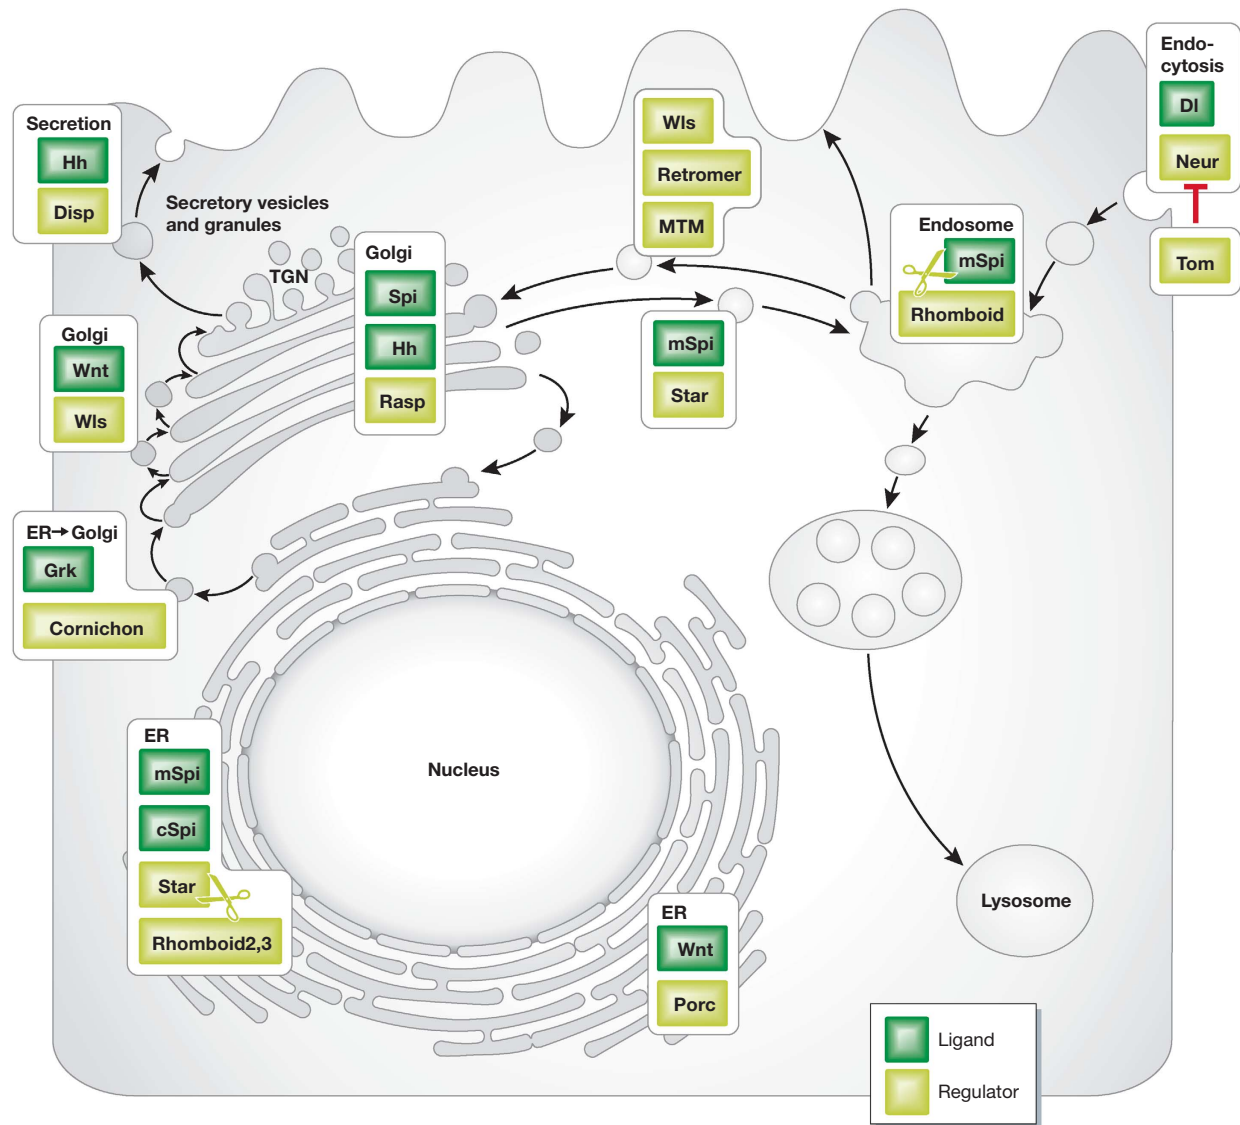 Endo-
cytosis
Dl
Neur
Tom
Secretion
Hh
Disp
Secretory vesicles
and granules
TGN
Wls
Retromer
MTM
Endosome
mSpi
Rhomboid
Golgi
Spi
Hh
Rasp
mSpi
Star
Golgi
Wnt
Wls
ER→Golgi
Grk
Cornichon
ER
mSpi
cSpi
Star
Rhomboid2,3
Nucleus
ER
Wnt
Porc
Lysosome
Ligand
Regulator